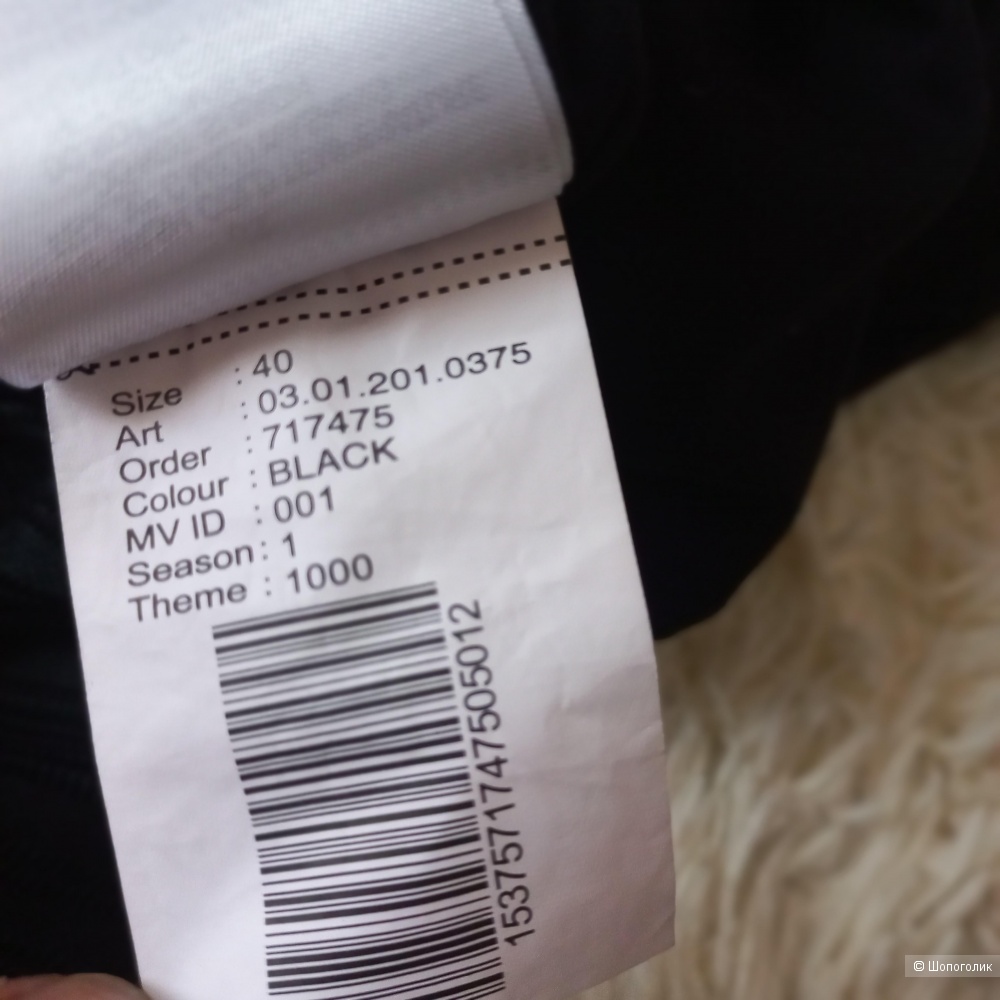 Size : 40
Art : 03.01.201.0375
Order : 717475
Colour : BLACK
MV ID : 001
Season : 1
Theme : 1000
1537571747505012
© Шопоголик